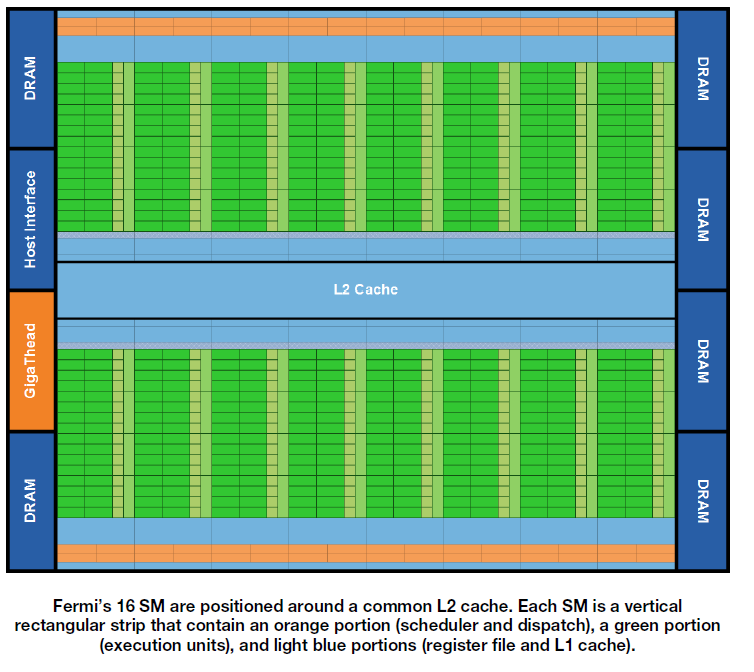 DRAM
Host Interface
GigaThead
DRAM
L2 Cache
DRAM
DRAM
DRAM
DRAM
Fermi’s 16 SM are positioned around a common L2 cache. Each SM is a vertical
rectangular strip that contain an orange portion (scheduler and dispatch), a green portion
(execution units), and light blue portions (register file and L1 cache).